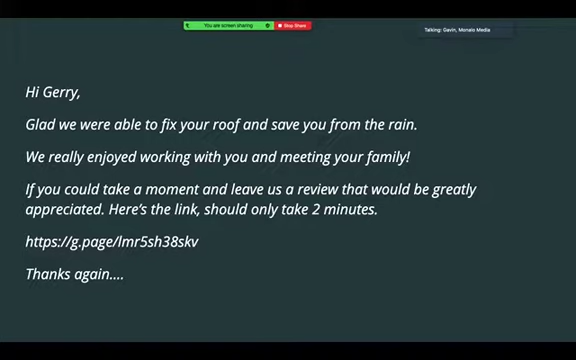 You are screen sharing
Stop Share
Talking: Gavin, Monalo Media
Hi Gerry,
Glad we were able to fix your roof and save you from the rain.
We really enjoyed working with you and meeting your family!
If you could take a moment and leave us a review that would be greatly
appreciated. Here's the link, should only take 2 minutes.
https://g.page/lmr5sh38skv
Thanks again....